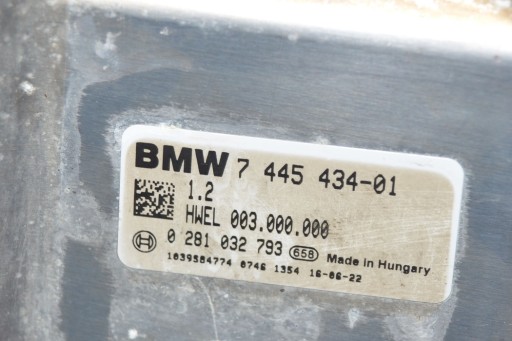 BMW 7 445 434-01
1.2
HWEL 003.000.000
0 281 032 793 658 Made in Hungary
1039S84774 0746 1354 16-06-22